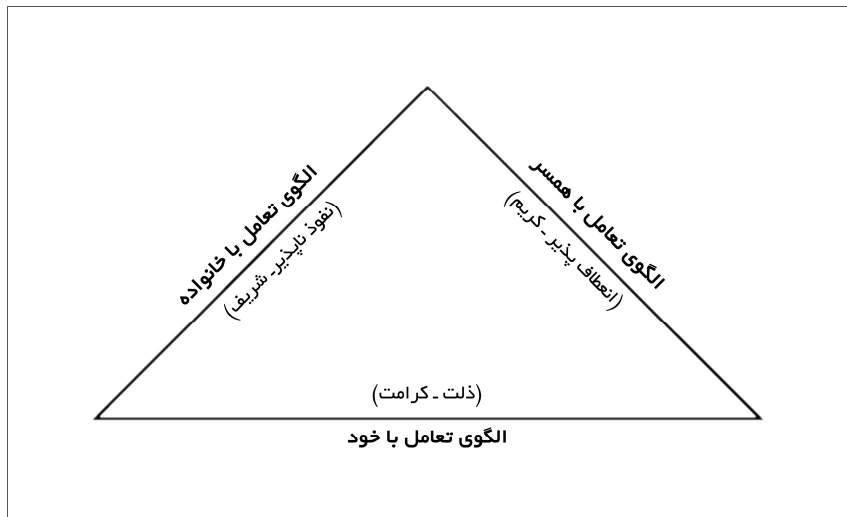 الگوی تعامل با همسر
(انعطاف پذیر ـ کریم)
الگوی تعامل با خانواده
(نفوذ ناپذیرـ شریف)
(ذلت ـ کرامت)
الگوی تعامل با خود